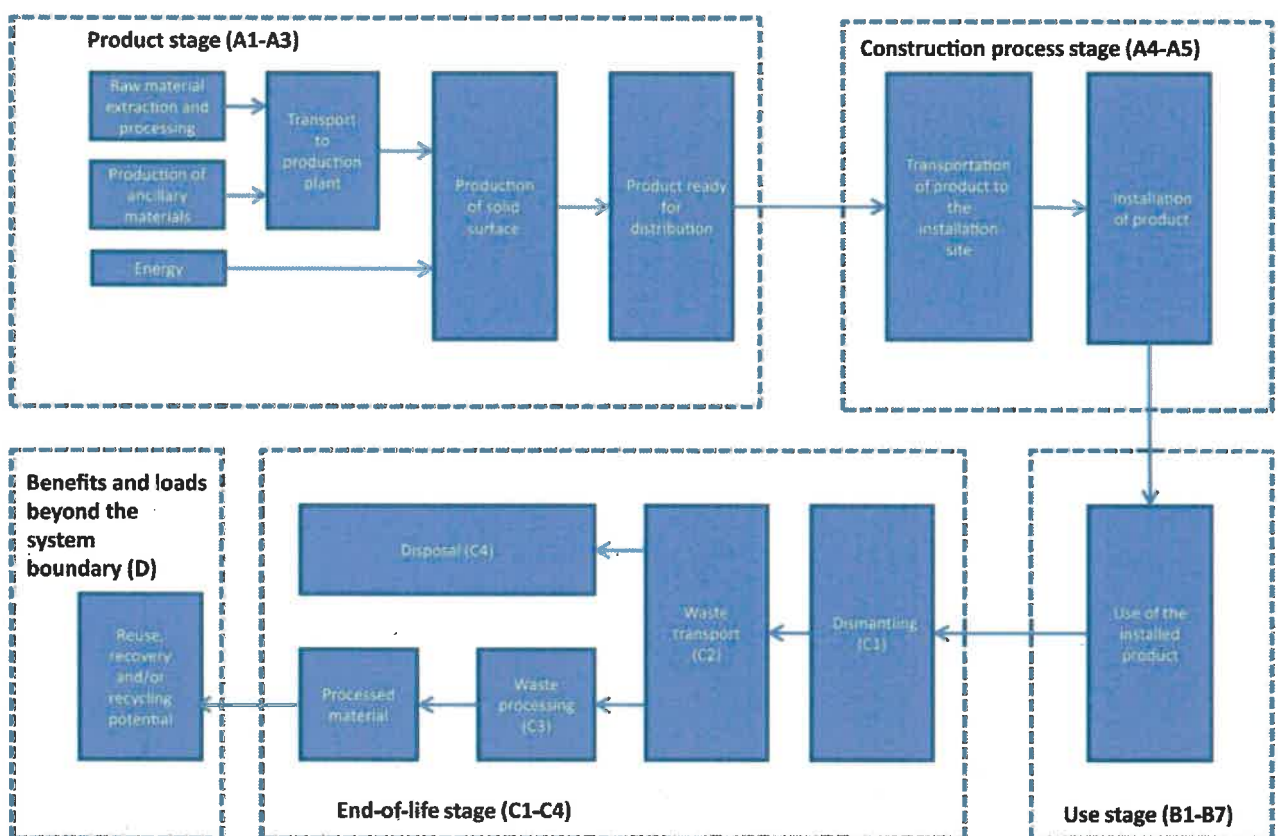 Product stage (A1-A3)
Raw material
extraction and
processing
Production of
ancillary
materials
Energy
Transport
to
production
plant
Production
of solid
surface
Product ready
for
distribution
Construction process stage (A4-A5)
Transportation
of product to
the
installation
site
Installation
of product
Benefits and loads
beyond the
system
boundary (D)
Reuse,
recovery
and/or
recycling
potential
Disposal (C4)
Processed
material
Waste
processing
(C3)
Waste
transport
(C2)
Dismantling
(C1)
End-of-life stage (C1-C4)
Use of the
installed
product
Use stage (B1-B7)